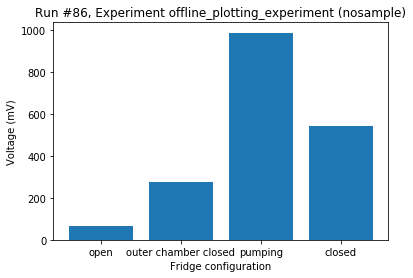 Run #86, Experiment offline_plotting_experiment (nosample)
Voltage (mV)
1000
800
600
400
200
0
open outer chamber closed pumping closed
Fridge configuration